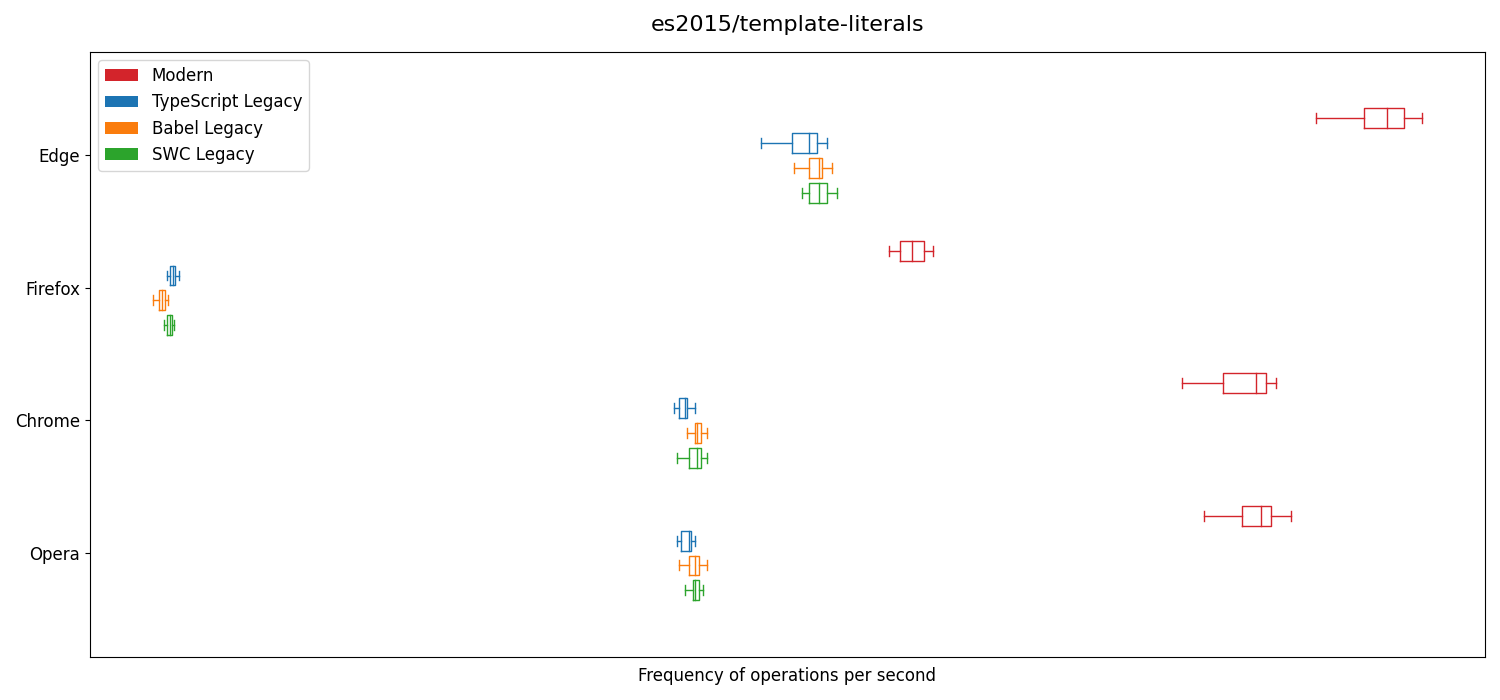 es2015/template-literals
Modern
TypeScript Legacy
Babel Legacy
SWC Legacy
Edge
Firefox
Chrome
Opera
Frequency of operations per second